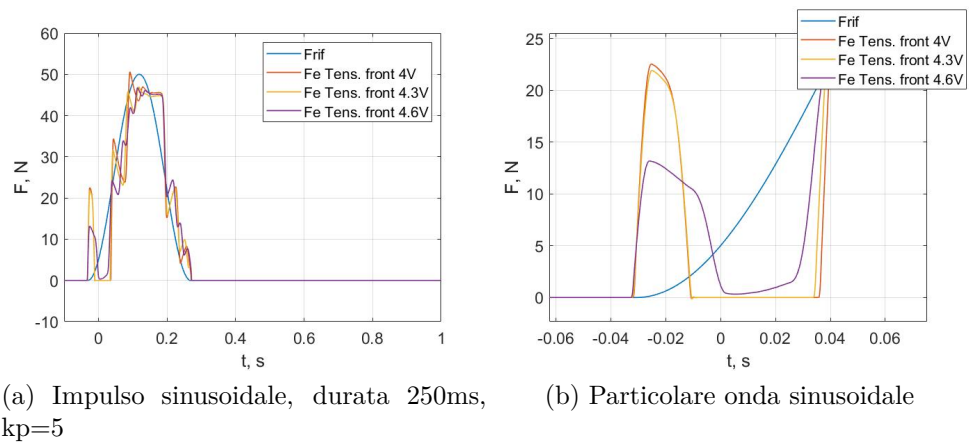 60
50
40
30
20
10
0
-10
F, N
0 0.2 0.4 0.6 0.8 1
t, s
Frif
Fe Tens. front 4V
Fe Tens. front 4.3V
Fe Tens. front 4.6V
(a) Impulso sinusoidale, durata 250ms,
kp=5
25
20
15
10
5
0
F, N
-0.06 -0.04 -0.02 0 0.02 0.04 0.06
t, s
Frif
Fe Tens. front 4V
Fe Tens. front 4.3V
Fe Tens. front 4.6V
(b) Particolare onda sinusoidale